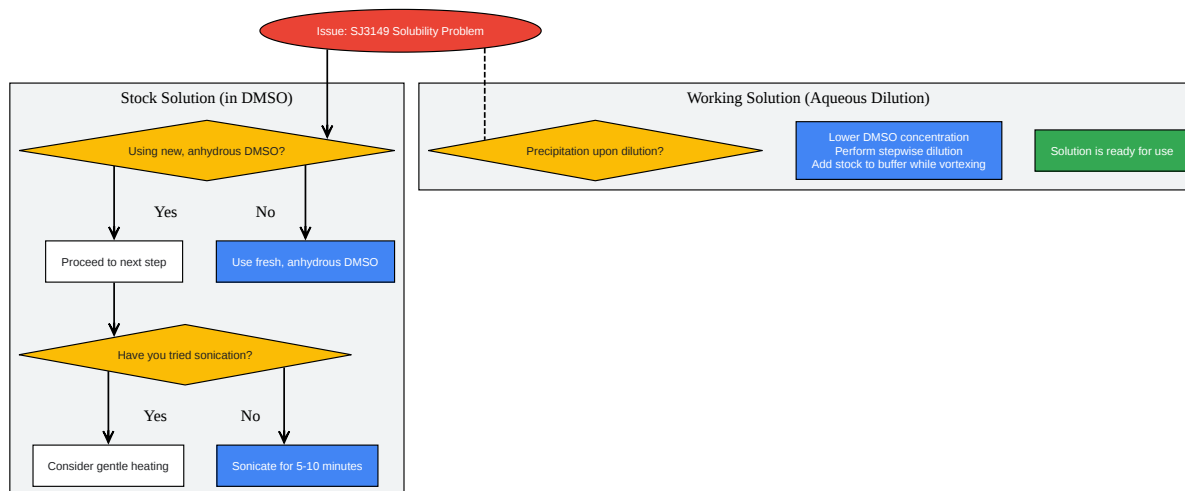 Issue: SJ3149 Solubility Problem
Stock Solution (in DMSO)
Using new, anhydrous DMSO?
Yes
No
Proceed to next step
Use fresh, anhydrous DMSO
Have you tried sonication?
Yes
No
Consider gentle heating
Sonicate for 5-10 minutes
Working Solution (Aqueous Dilution)
Precipitation upon dilution?
Lower DMSO concentration
Perform stepwise dilution
Add stock to buffer while vortexing
Solution is ready for use